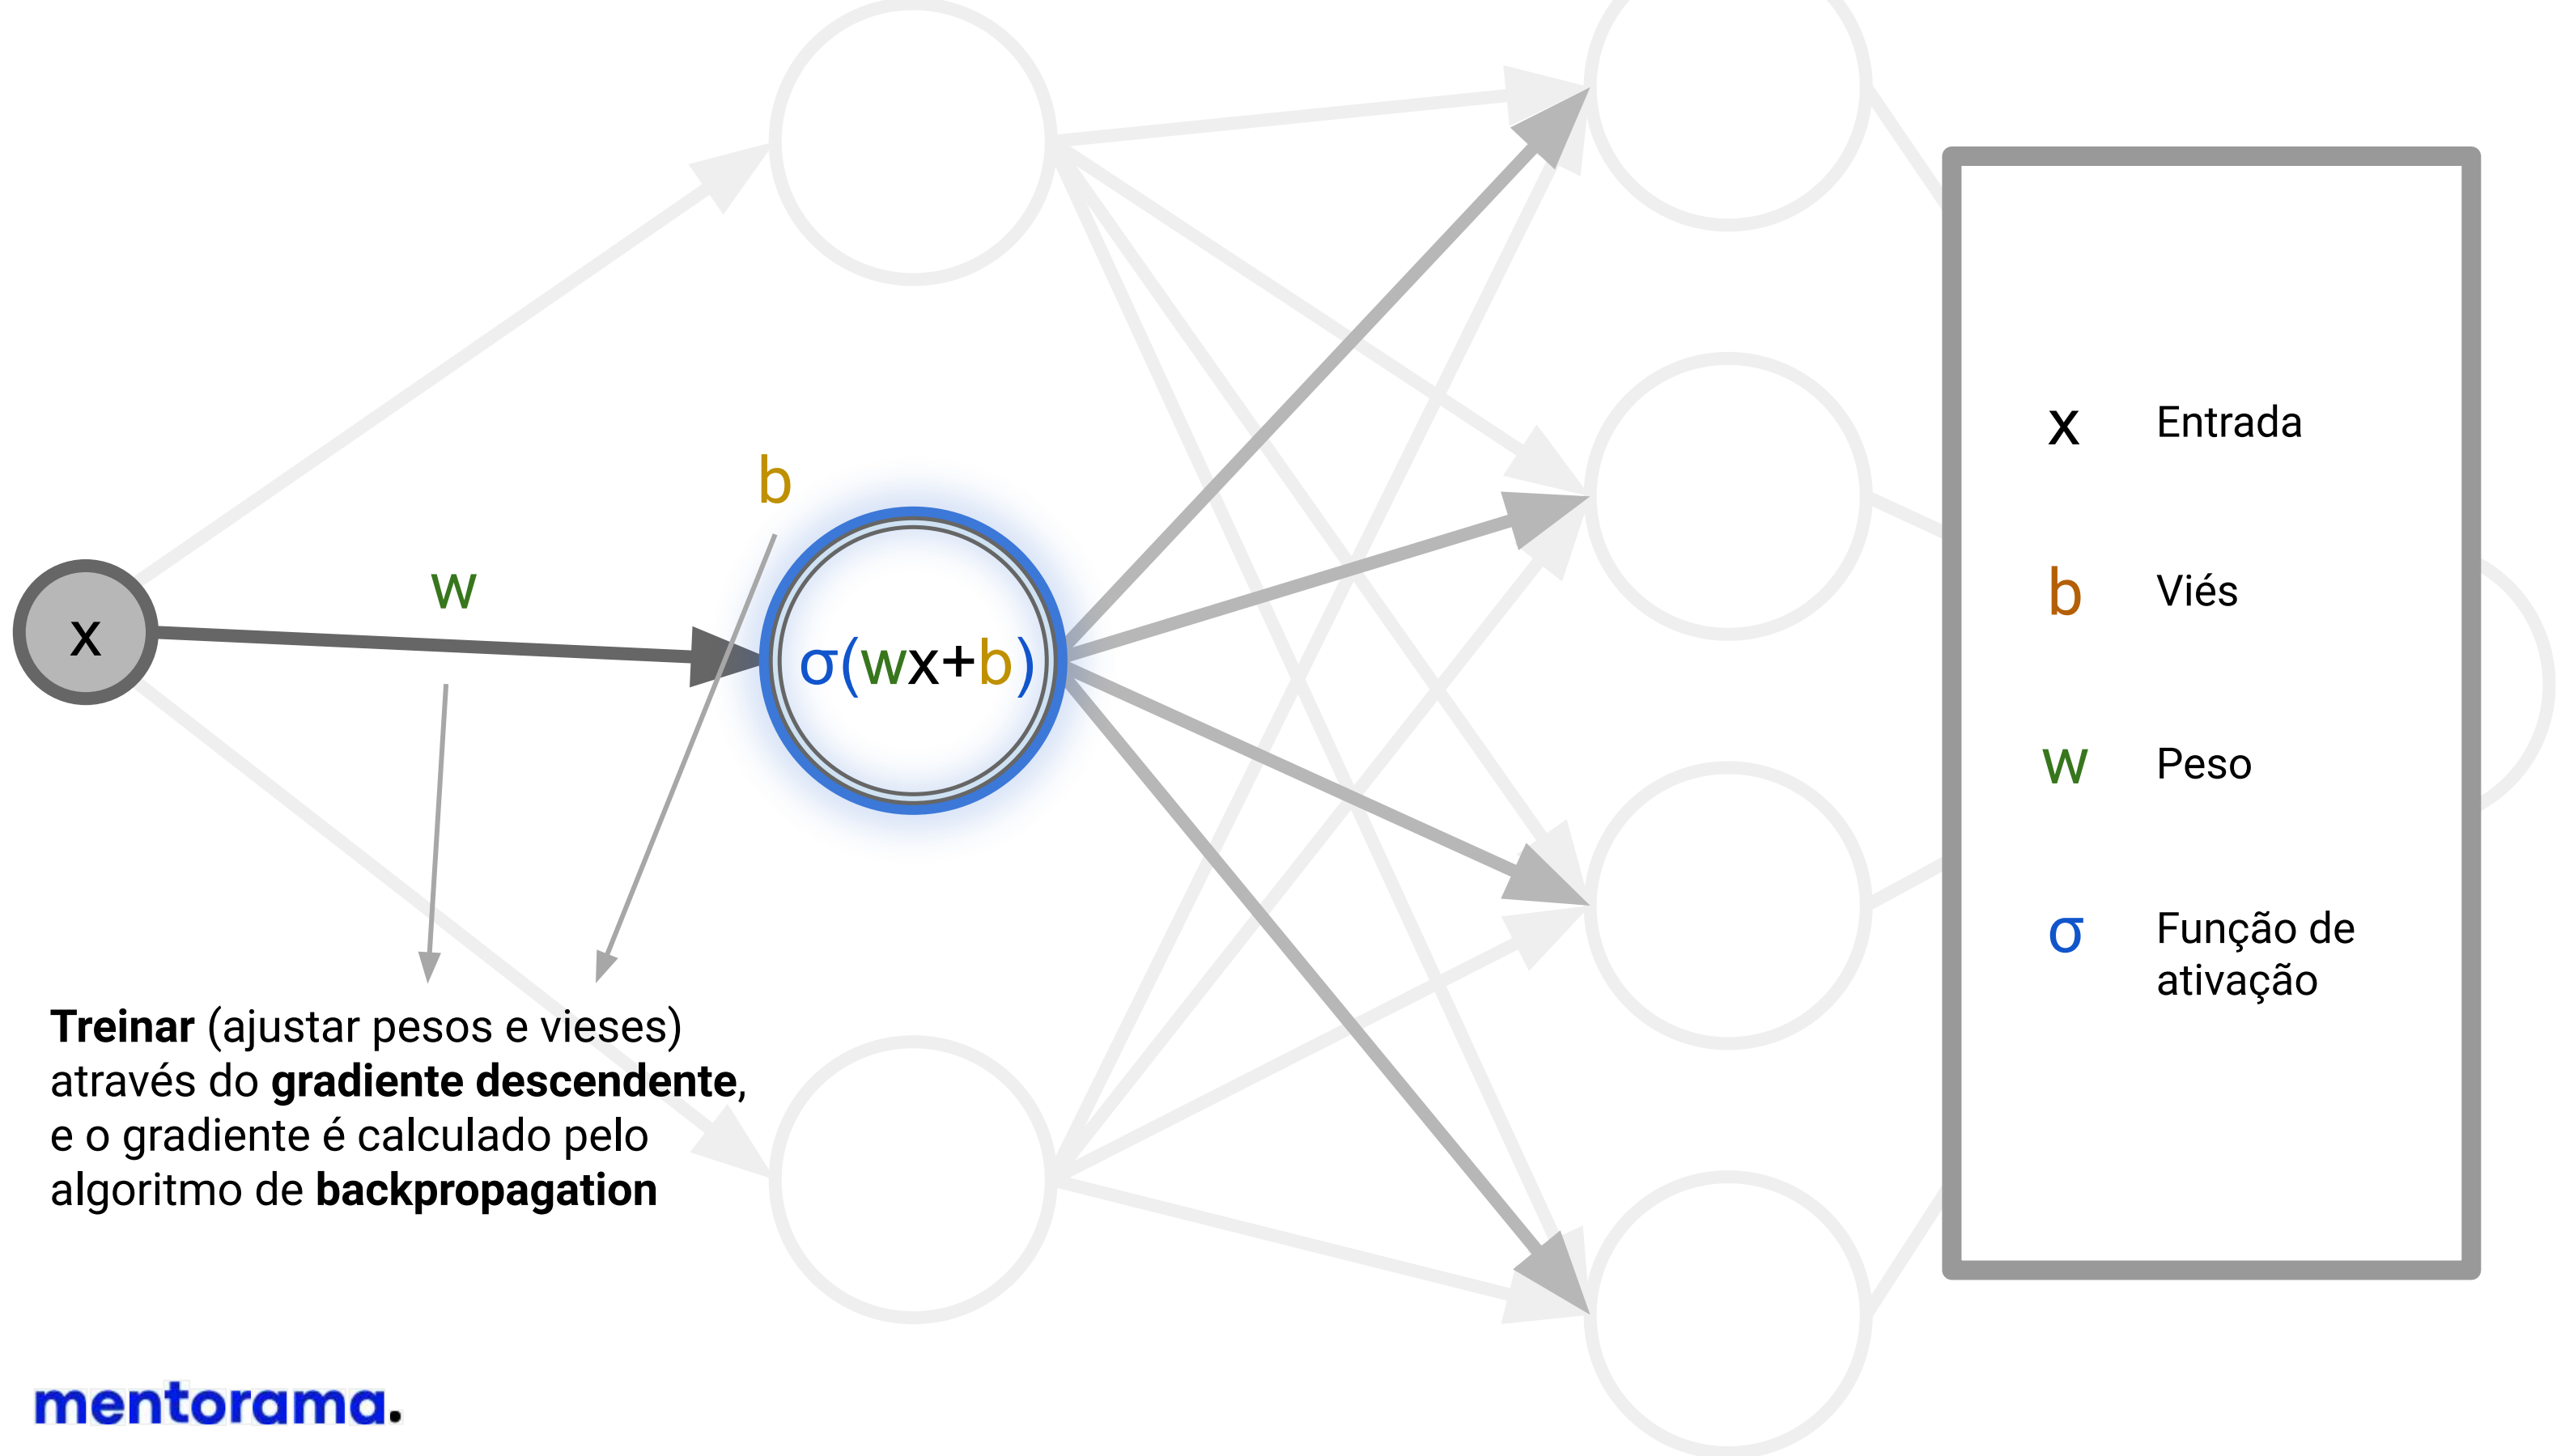 b
w
x
σ(wx+b)
Treinar (ajustar pesos e vieses)
através do gradiente descendente,
e o gradiente é calculado pelo
algoritmo de backpropagation
x Entrada
b Viés
w Peso
σ Função de
ativação
mentorama.